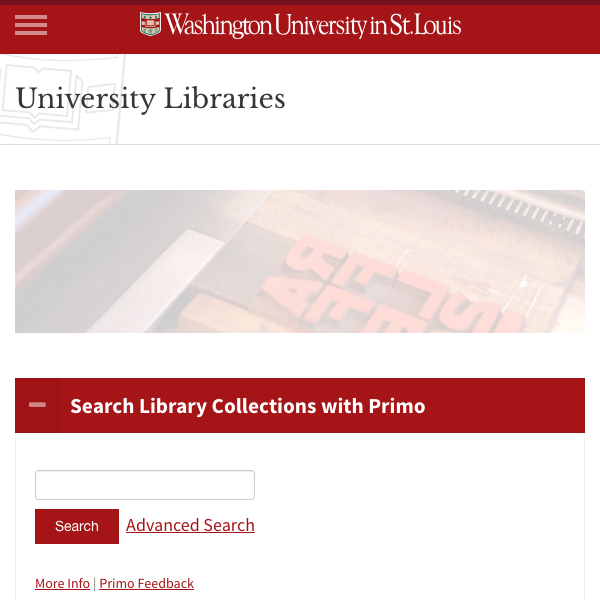 Washington University in St. Louis
University Libraries
Search Library Collections with Primo
Search Advanced Search
More Info | Primo Feedback